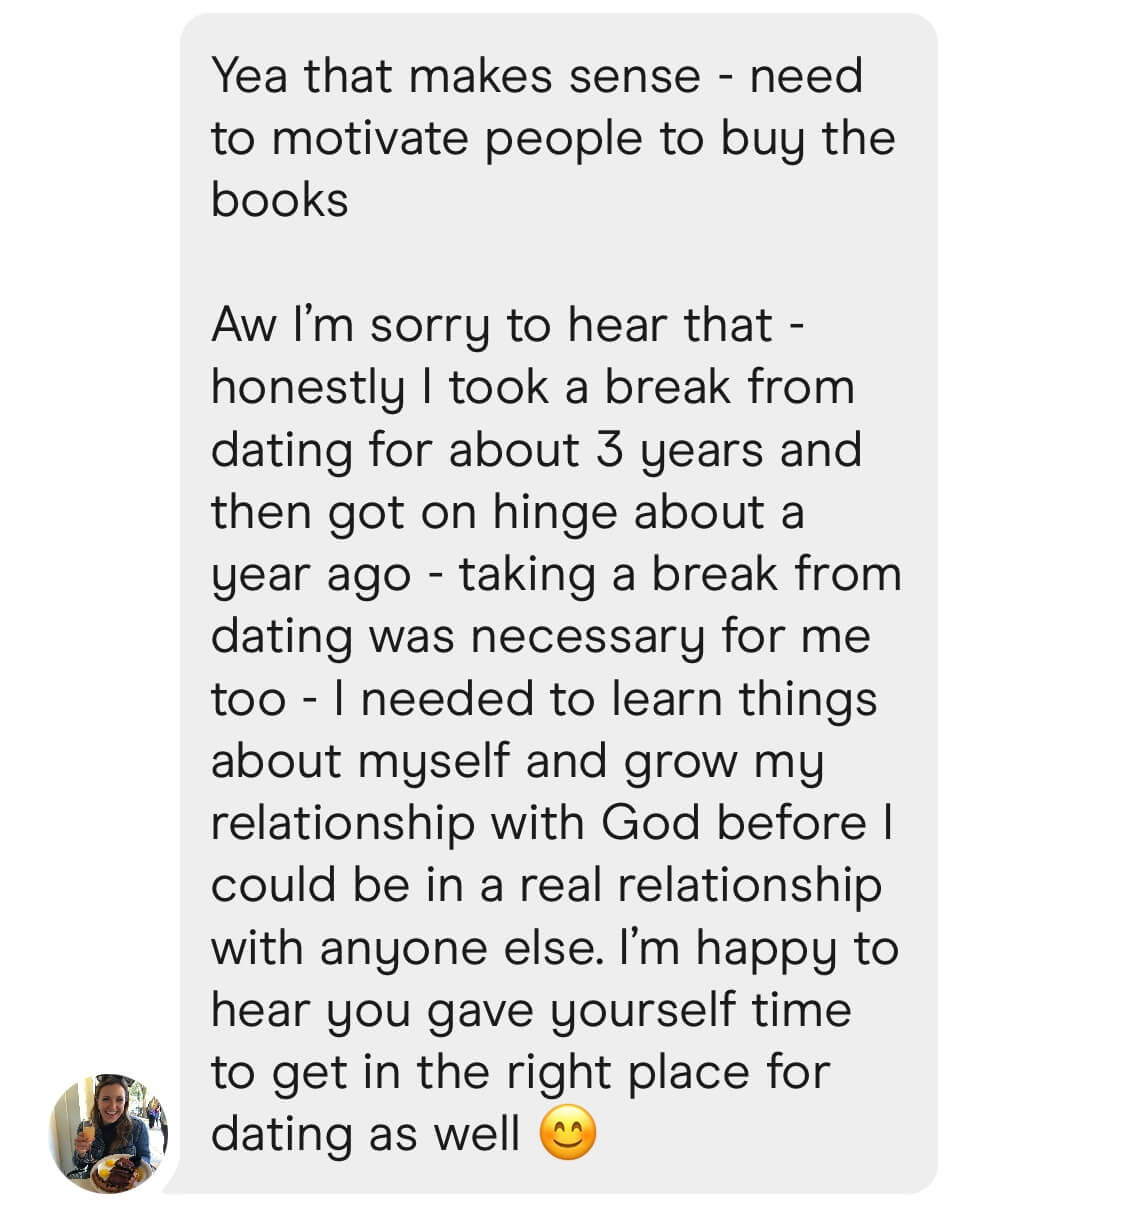 Yea that makes sense - need
to motivate people to buy the
books
Aw I’m sorry to hear that -
honestly I took a break from
dating for about 3 years and
then got on hinge about a
year ago - taking a break from
dating was necessary for me
too - I needed to learn things
about myself and grow my
relationship with God before I
could be in a real relationship
with anyone else. I’m happy to
hear you gave yourself time
to get in the right place for
dating as well 😊